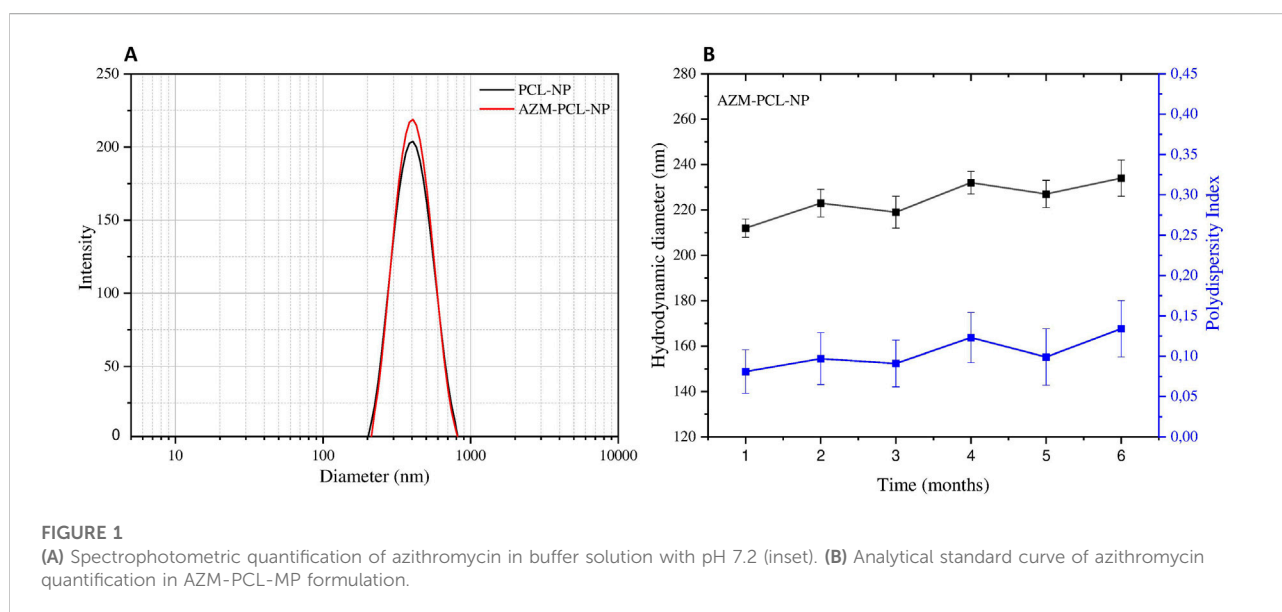 A
250
200
150
100
50
0
10
100
1000
10000
Intensity
Diameter (nm)
PCL-NP
AZM-PCL-NP
B
280
260
240
220
200
180
160
140
120
Hydrodynamic diameter (nm)
AZM-PCL-NP
1
2
3
4
5
6
Time (months)
0,45
0,40
0,35
0,30
0,25
0,20
0,15
0,10
0,05
0,00
Polydispersity Index
FIGURE 1
(A) Spectrophotometric quantification of azithromycin in buffer solution with pH 7.2 (inset). (B) Analytical standard curve of azithromycin
quantification in AZM-PCL-MP formulation.